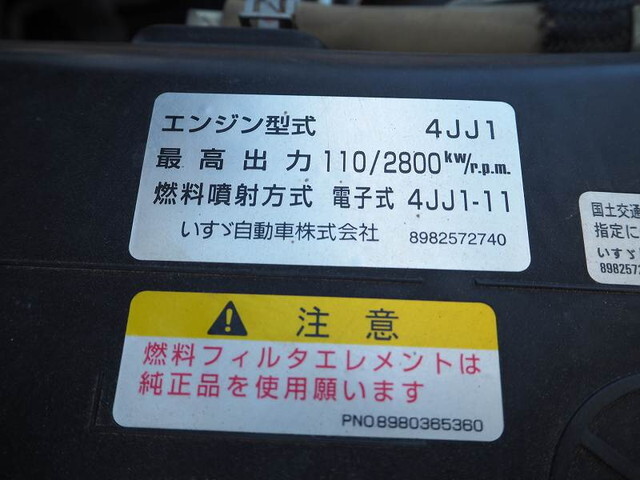 エンジン型式 4JJ1
最高出力 110/2800kw/r.p.m.
燃料噴射方式 電子式 4JJ1-11
いすゞ自動車株式会社 8982572740
国土交通
指定に
いすゞ
898257
注意
燃料フィルタエレメントは
純正品を使用願います
PNO8980365360